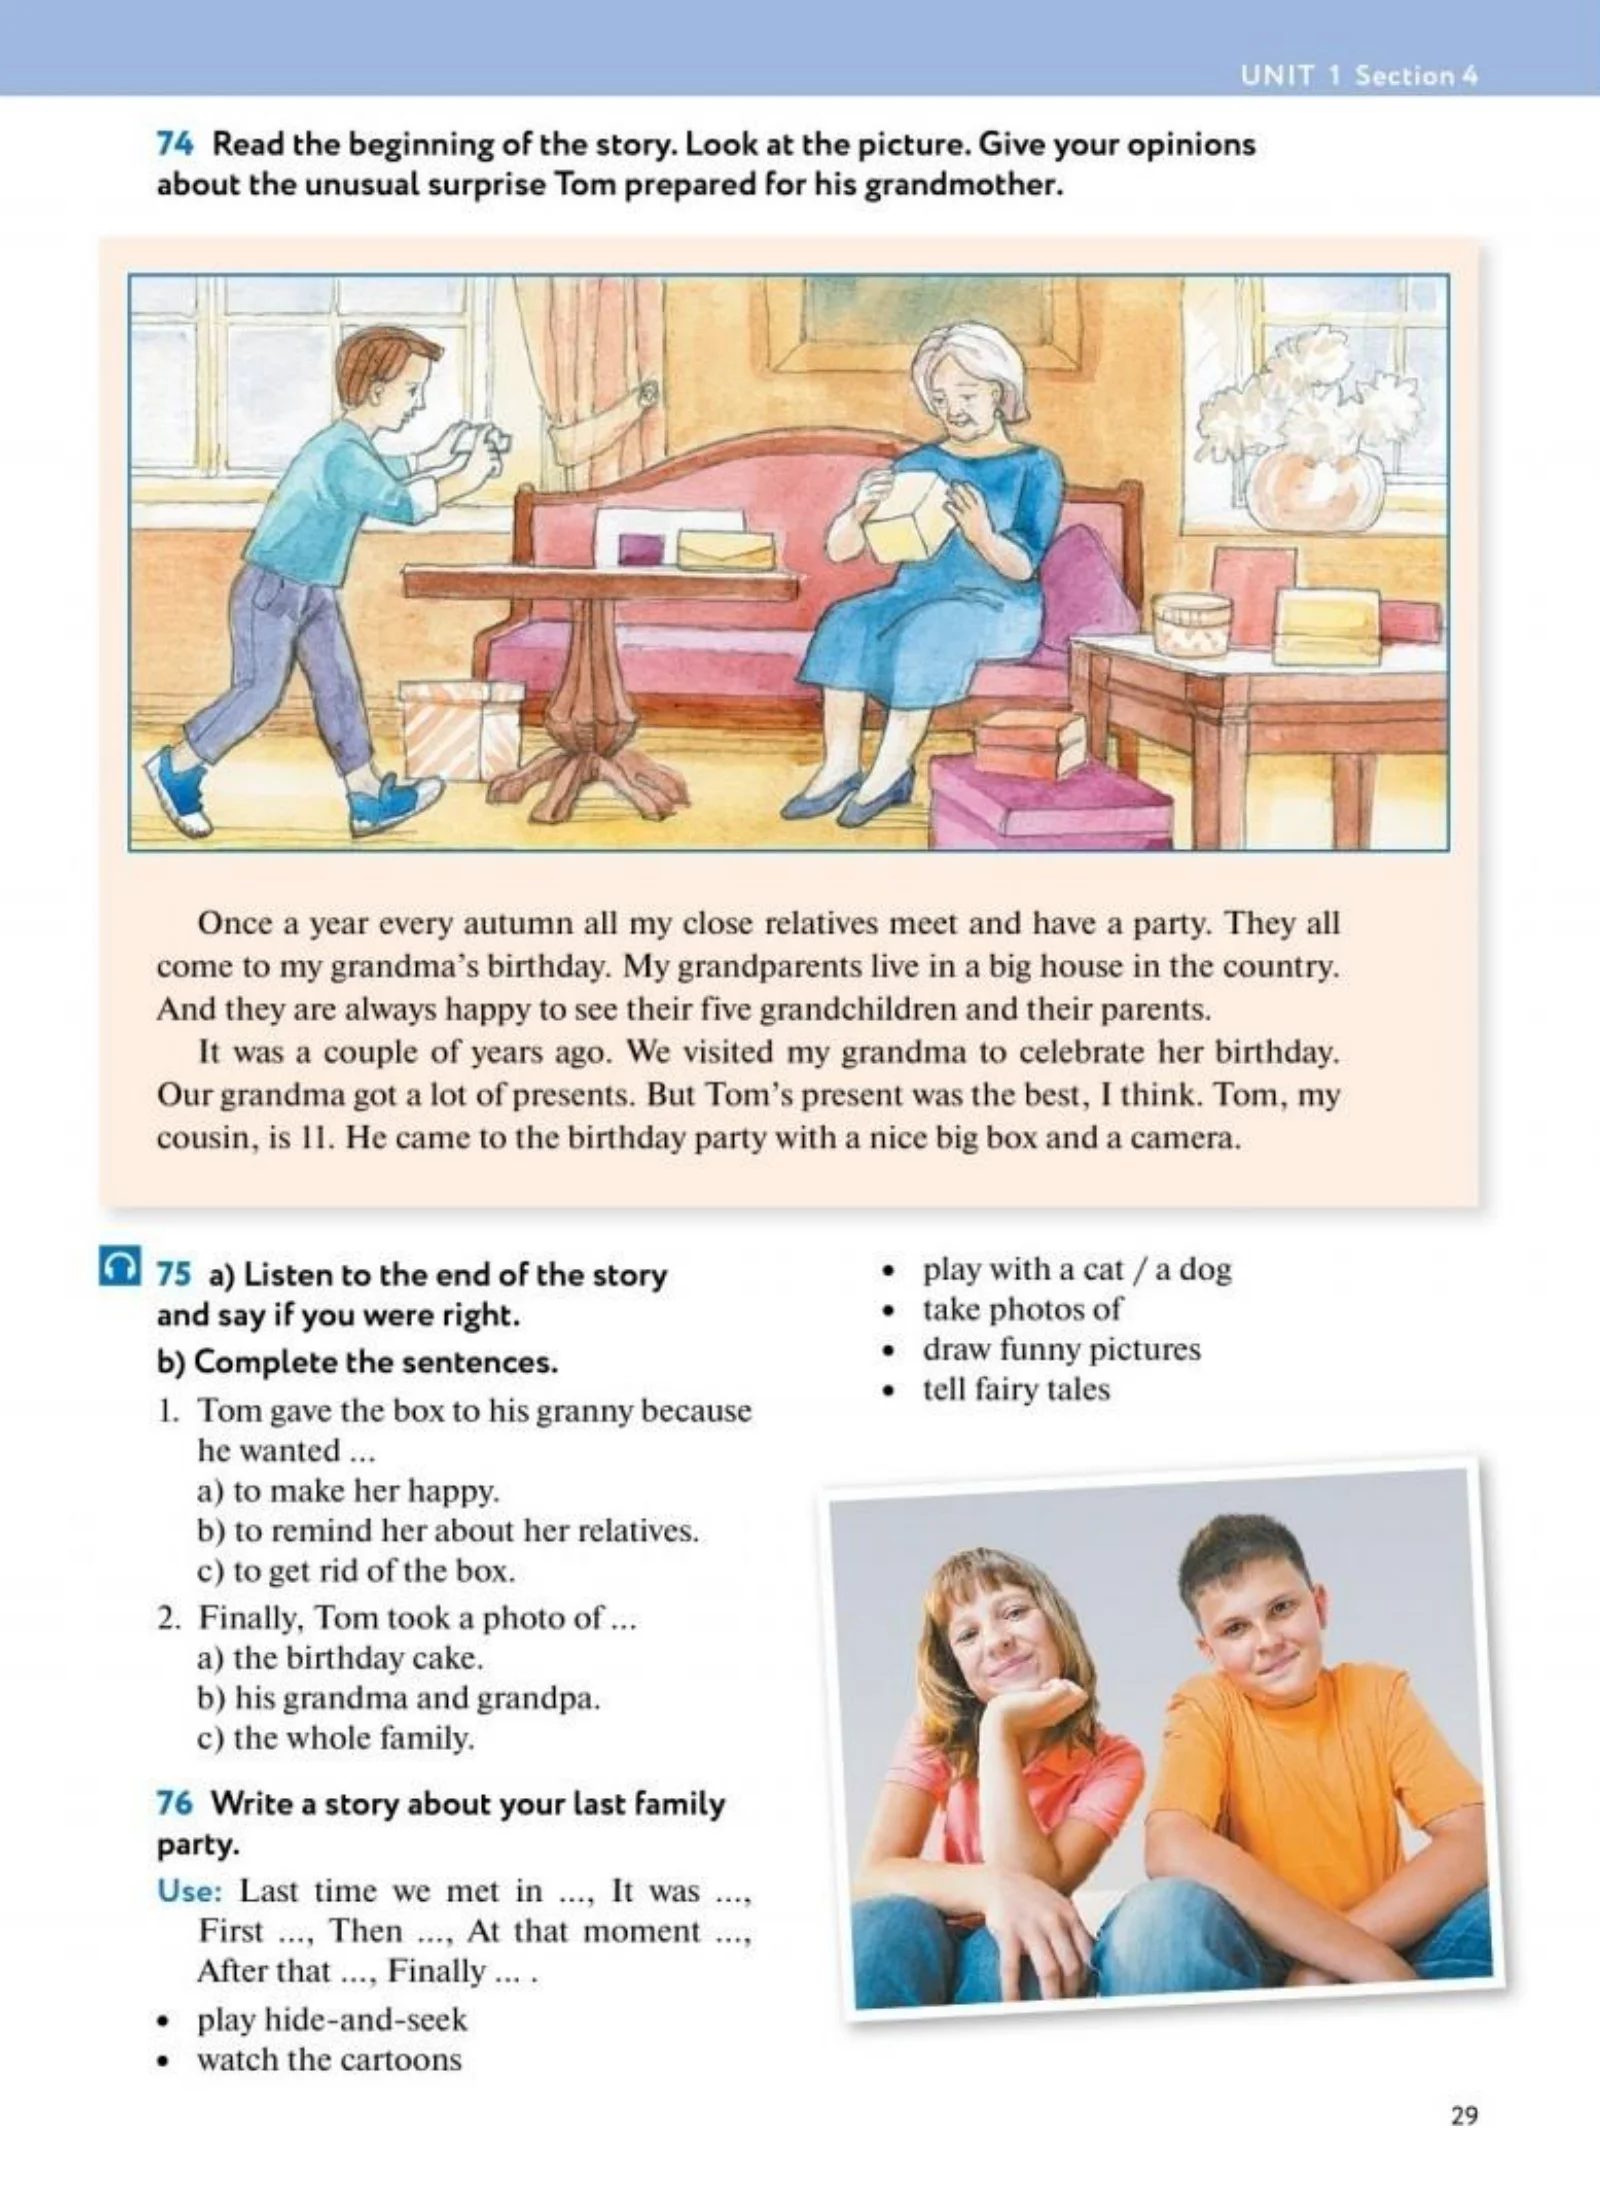 UNIT 1 Section 4
74 Read the beginning of the story. Look at the picture. Give your opinions
about the unusual surprise Tom prepared for his grandmother.
Once a year every autumn all my close relatives meet and have a party. They all
come to my grandma's birthday. My grandparents live in a big house in the country.
And they are always happy to see their five grandchildren and their parents.
It was a couple of years ago. We visited my grandma to celebrate her birthday.
Our grandma got a lot of presents. But Tom's present was the best, I think. Tom, my
cousin, is 11. He came to the birthday party with a nice big box and a camera.
75 a) Listen to the end of the story
and say if you were right.
b) Complete the sentences.
1. Tom gave the box to his granny because
he wanted ...
a) to make her happy.
b) to remind her about her relatives.
c) to get rid of the box.
2. Finally, Tom took a photo of ...
a) the birthday cake.
b) his grandma and grandpa.
c) the whole family.
76 Write a story about your last family
party.
Use: Last time we met in ..., It was ...,
First ..., Then ..., At that moment ...,
After that ..., Finally ... .
• play hide-and-seek
• watch the cartoons
• play with a cat / a dog
• take photos of
• draw funny pictures
• tell fairy tales
29